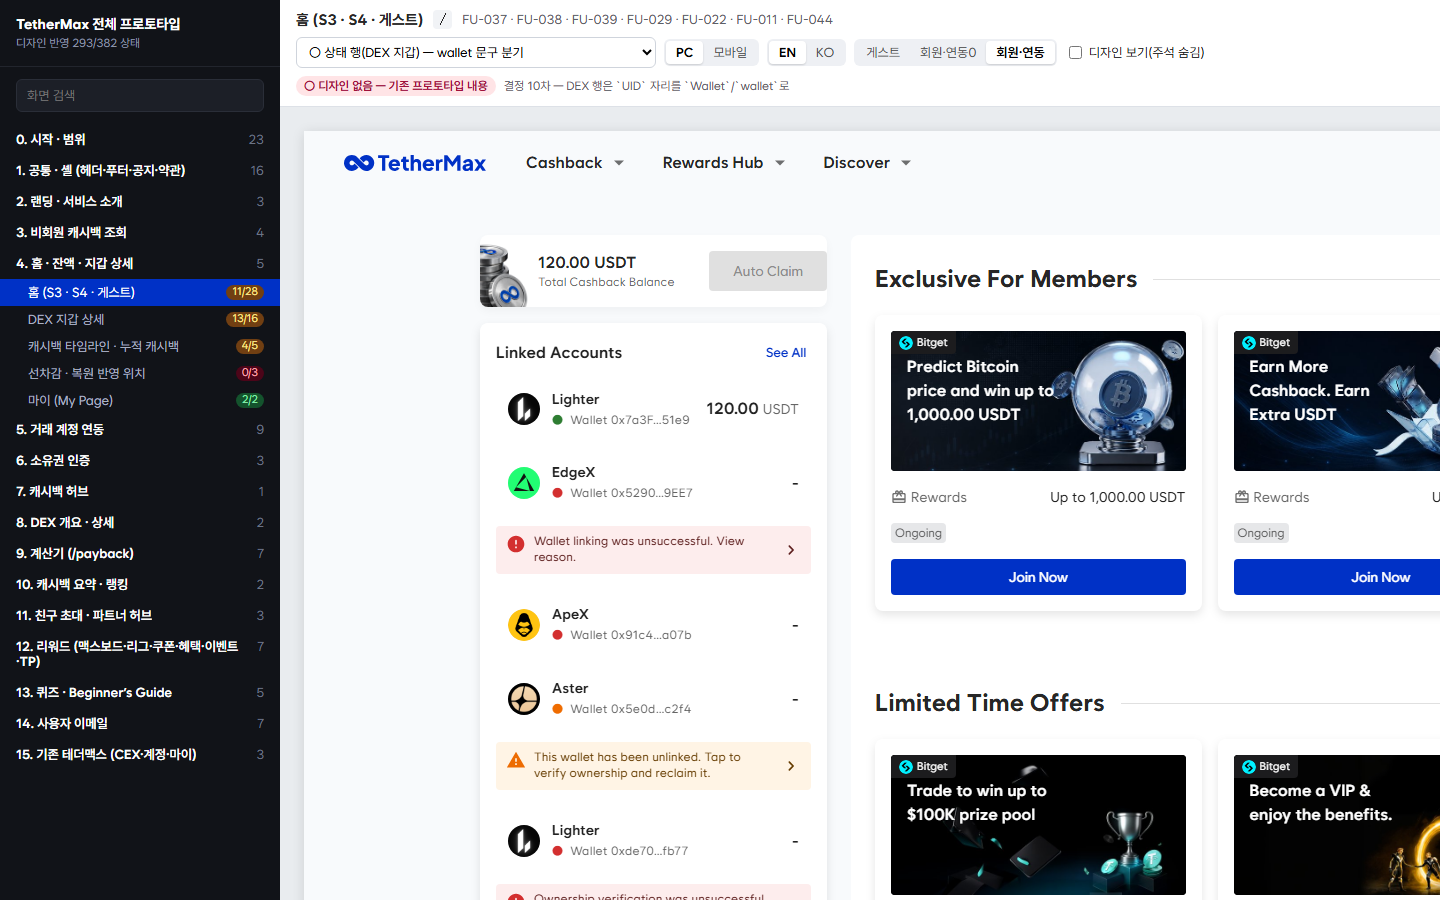 TetherMax 전체 프로토타입
디자인 반영 293/382 상태
화면 검색
0. 시작 · 범위 23
1. 공통 · 셸 (헤더·푸터·공지·약관) 16
2. 랜딩 · 서비스 소개 3
3. 비회원 캐시백 조회 4
4. 홈 · 잔액 · 지갑 상세 5
홈 (S3 · S4 · 게스트) 11/28
DEX 지갑 상세 13/16
캐시백 타임라인 · 누적 캐시백 4/5
선차감 · 복원 반영 위치 0/3
마이 (My Page) 2/2
5. 거래 계정 연동 9
6. 소유권 인증 3
7. 캐시백 허브 1
8. DEX 개요 · 상세 2
9. 계산기 (/payback) 7
10. 캐시백 요약 · 랭킹 2
11. 친구 초대 · 파트너 허브 3
12. 리워드 (맥스보드·리그·쿠폰·혜택·이벤트 7
·TP)
13. 퀴즈 · Beginner's Guide 5
14. 사용자 이메일 7
15. 기존 테더맥스 (CEX·계정·마이) 3
홈 (S3 · S4 · 게스트) / FU-037 · FU-038 · FU-039 · FU-029 · FU-022 · FU-011 · FU-044
○ 상태 행(DEX 지갑) — wallet 문구 분기 PC 모바일 EN KO 게스트 회원·연동0 회원·연동 디자인 보기(주석 숨김)
○ 디자인 없음 — 기존 프로토타입 내용 결정 10차 — DEX 행은 `UID` 자리를 `Wallet`/`wallet`로
TetherMax Cashback Rewards Hub Discover
120.00 USDT
Total Cashback Balance
Auto Claim
Linked Accounts See All
Lighter
Wallet 0x7a3F...51e9
120.00 USDT
EdgeX
Wallet 0x5290...9EE7
-
Wallet linking was unsuccessful. View
reason.
ApeX
Wallet 0x91c4...a07b
-
Aster
Wallet 0x5e0d...c2f4
-
This wallet has been unlinked. Tap to
verify ownership and reclaim it.
Lighter
Wallet 0xde70...fb77
-
Ownership verification was unsuccessful.
Exclusive For Members
Bitget
Predict Bitcoin
price and win up to
1,000.00 USDT
Rewards Up to 1,000.00 USDT
Ongoing
Join Now
Bitget
Earn More
Cashback. Earn
Extra USDT
Rewards U
Ongoing
Join Now
Limited Time Offers
Bitget
Trade to win up to
$100K prize pool
Bitget
Become a VIP &
enjoy the benefits.